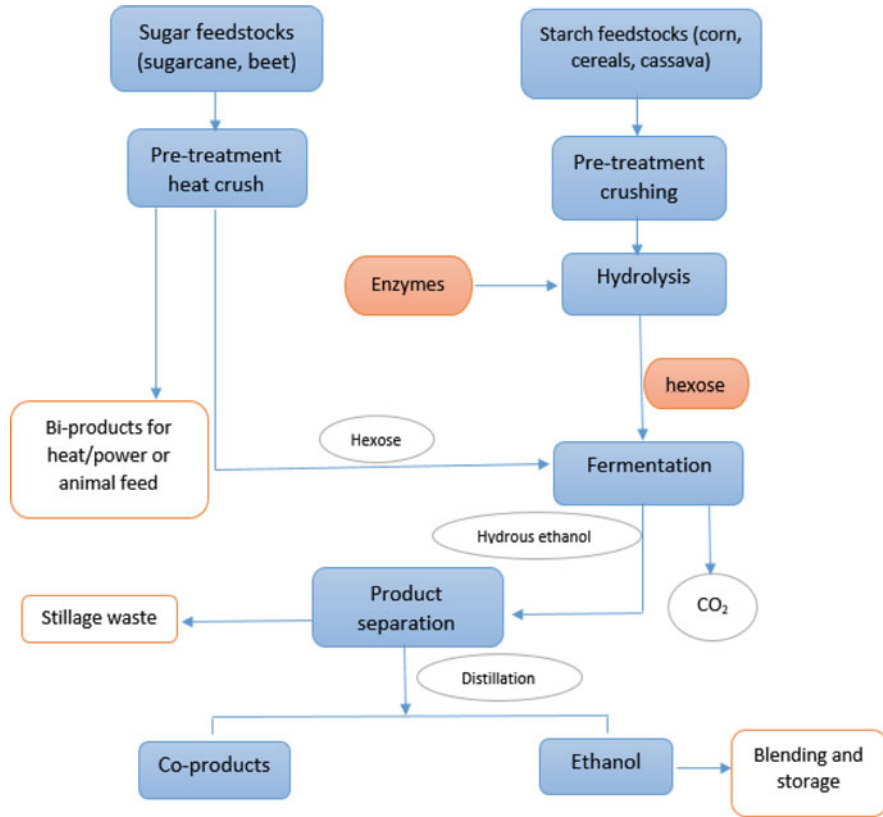 Sugar feedstocks
(sugarcane, beet)
Starch feedstocks (corn,
cereals, cassava)
Pre-treatment
heat crush
Pre-treatment
crushing
Enzymes
Hydrolysis
hexose
Bi-products for
heat/power or
animal feed
Hexose
Fermentation
Hydrous ethanol
CO₂
Product
separation
Stillage waste
Distillation
Co-products
Ethanol
Blending and
storage